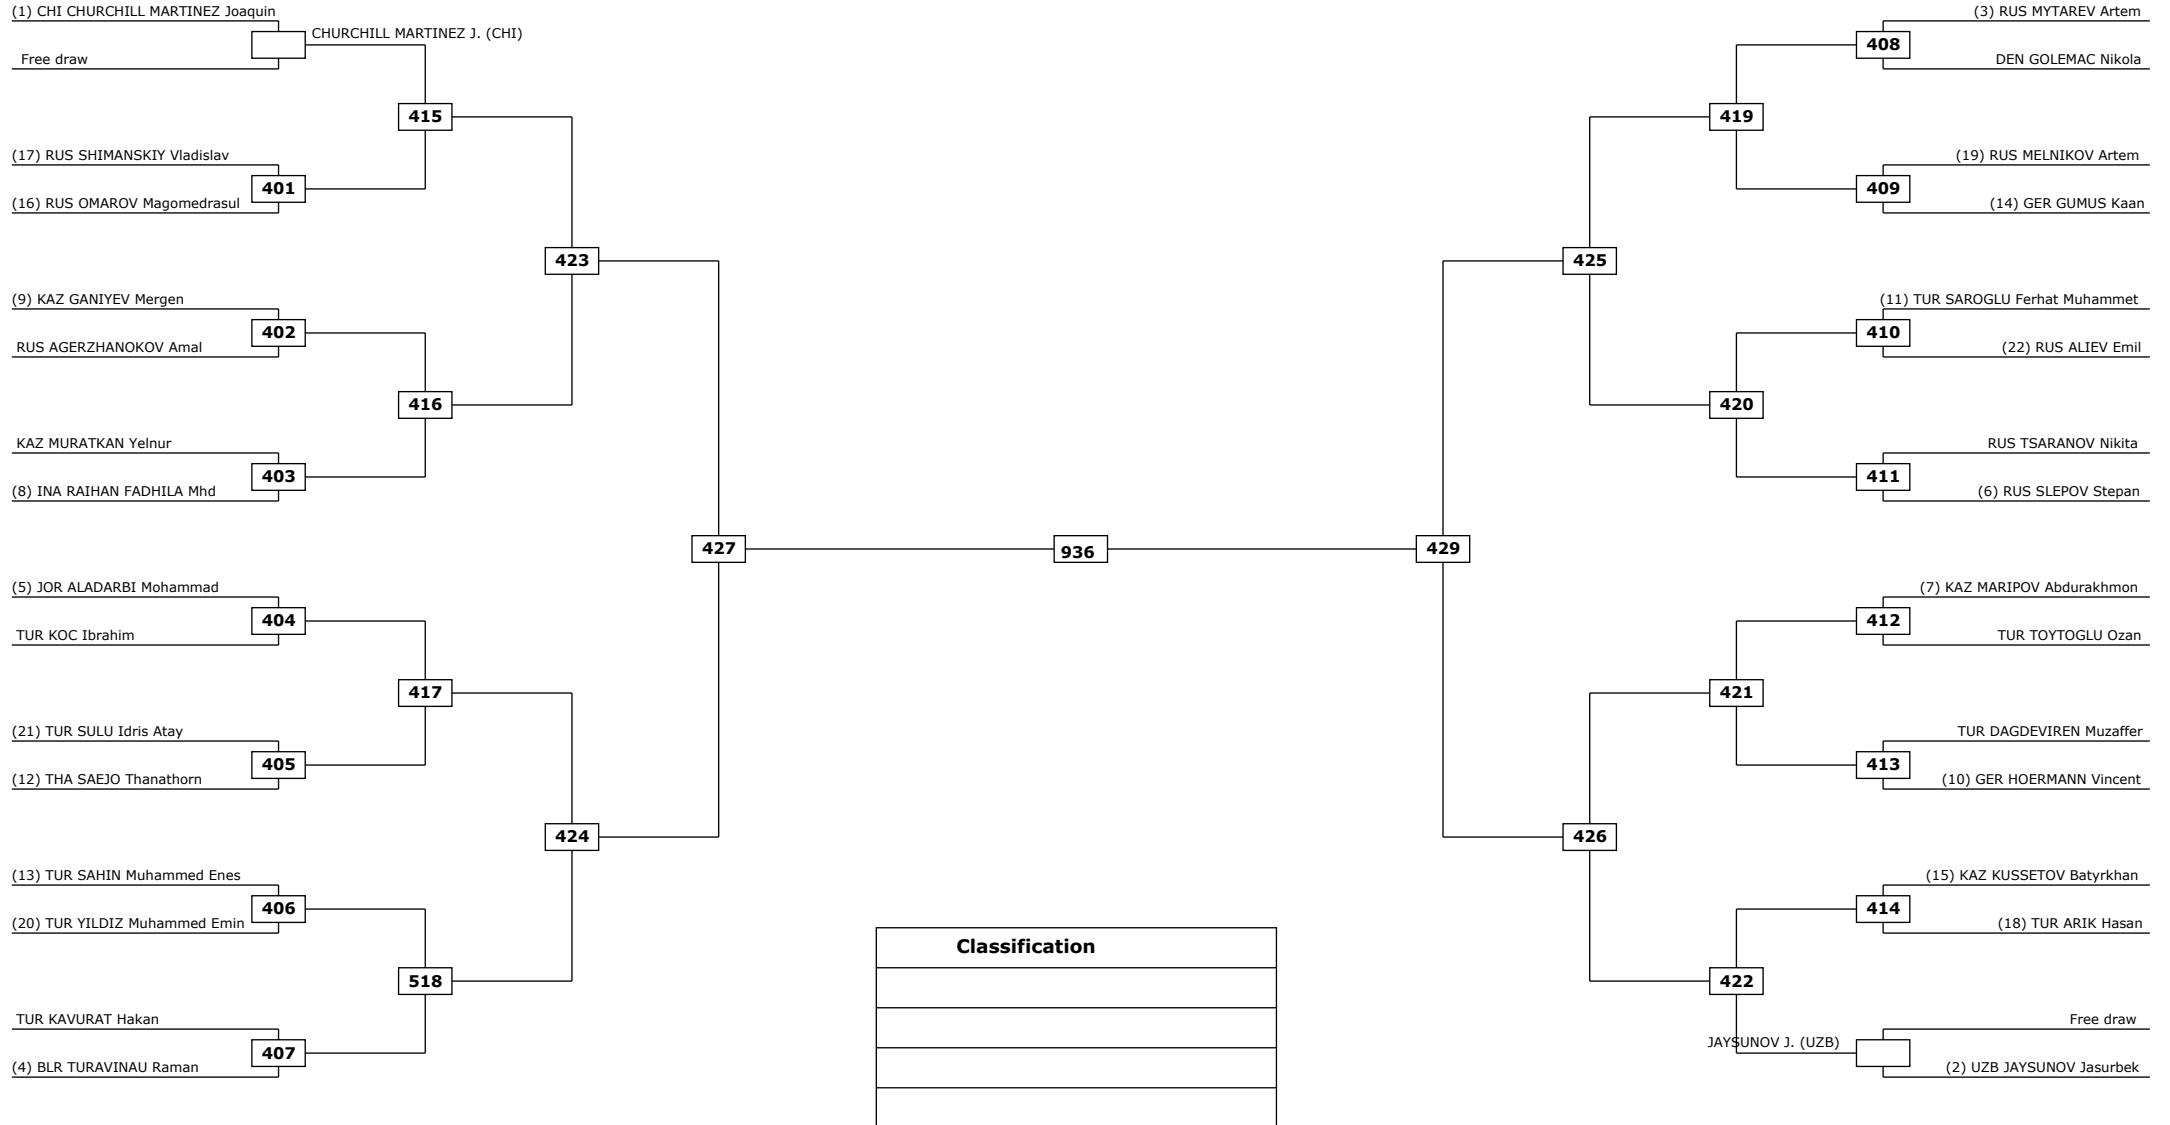 (1) CHI CHURCHILL MARTINEZ Joaquin
CHURCHILL MARTINEZ J. (CHI)
Free draw
415
(17) RUS SHIMANSKIY Vladislav
401
(16) RUS OMAROV Magomedrasul
423
(9) KAZ GANIYEV Mergen
402
RUS AGERZHANOKOV Amal
416
KAZ MURATKAN Yelnur
403
(8) INA RAIHAN FADHILA Mhd
427
(5) JOR ALADARBI Mohammad
404
TUR KOC Ibrahim
417
(21) TUR SULU Idris Atay
405
(12) THA SAEJO Thanathorn
424
(13) TUR SAHIN Muhammed Enes
406
(20) TUR YILDIZ Muhammed Emin
518
TUR KAVURAT Hakan
407
(4) BLR TURAVINAU Raman
936
Classification
(3) RUS MYTAREV Artem
408
DEN GOLEMAC Nikola
419
(19) RUS MELNIKOV Artem
409
(14) GER GUMUS Kaan
425
(11) TUR SAROGLU Ferhat Muhammet
410
(22) RUS ALIEV Emil
420
RUS TSARANOV Nikita
411
(6) RUS SLEPOV Stepan
429
(7) KAZ MARIPOV Abdurakhmon
412
TUR TOYTOGLU Ozan
421
TUR DAGDEVIREN Muzaffer
413
(10) GER HOERMANN Vincent
426
(15) KAZ KUSSETOV Batyrkhan
414
(18) TUR ARIK Hasan
422
Free draw
JAYSUNOV J. (UZB)
(2) UZB JAYSUNOV Jasurbek